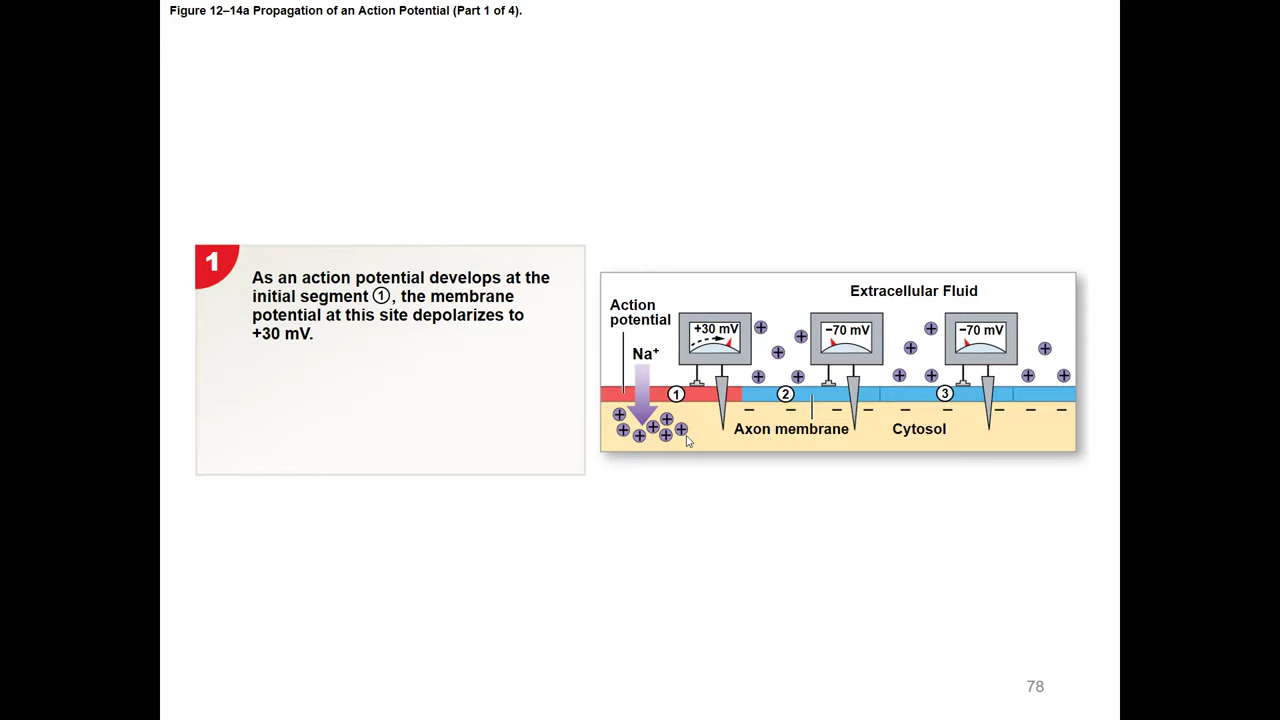 Figure 12–14a Propagation of an Action Potential (Part 1 of 4).
1
As an action potential develops at the
initial segment ①, the membrane
potential at this site depolarizes to
+30 mV.
Extracellular Fluid
Action
potential
+30 mV
−70 mV
−70 mV
Na⁺
1
2
3
Axon membrane
Cytosol
78